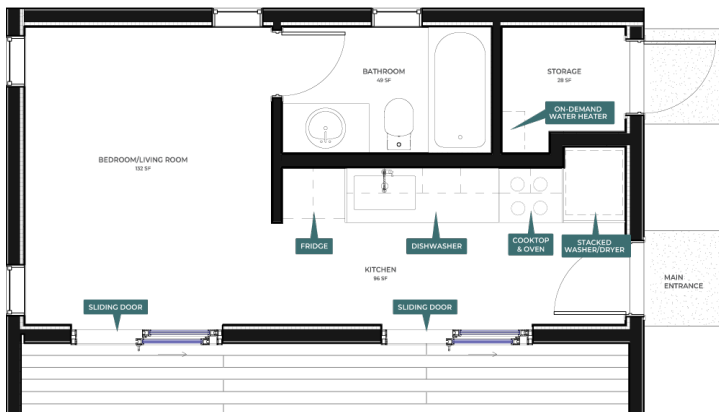 BATHROOM
49 SF
STORAGE
28 SF
ON-DEMAND
WATER HEATER
BEDROOM/LIVING ROOM
132 SF
FRIDGE
DISHWASHER
COOKTOP
& OVEN
STACKED
WASHER/DRYER
KITCHEN
96 SF
MAIN
ENTRANCE
SLIDING DOOR
SLIDING DOOR